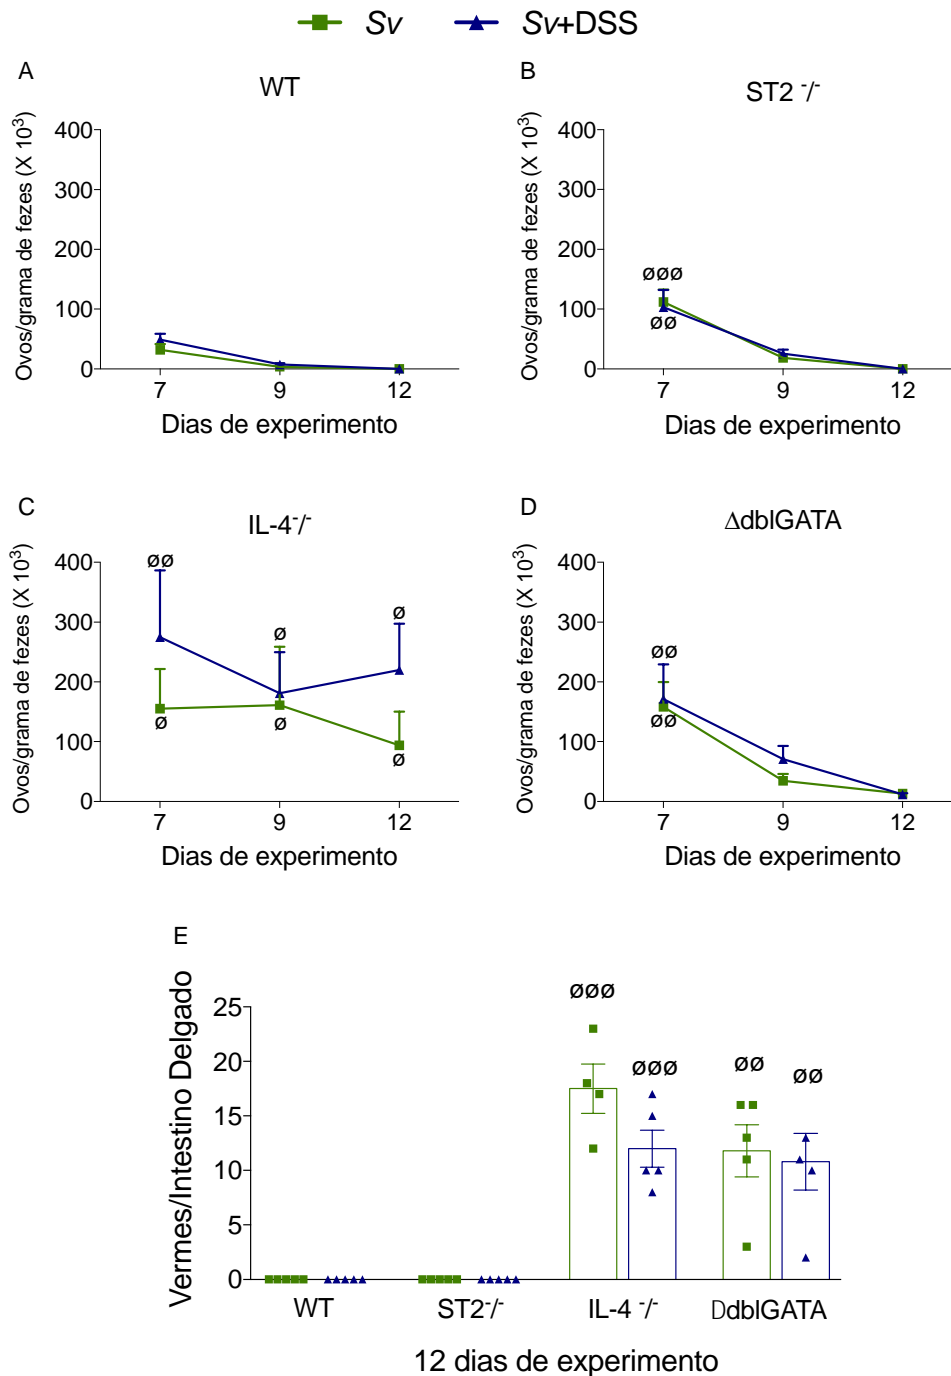 Sv Sv+DSS
A
WT
Ovos/grama de fezes (X 10³)
400
300
200
100
0
7 9 12
Dias de experimento
B
ST2 -/-
Ovos/grama de fezes (X 10³)
400
300
200
100
0
øøø
øø
7 9 12
Dias de experimento
C
IL-4-/-
Ovos/grama de fezes (X 10³)
400
300
200
100
0
øø
ø
ø
ø
ø
ø
7 9 12
Dias de experimento
D
ΔdblGATA
Ovos/grama de fezes (X 10³)
400
300
200
100
0
øø
øø
7 9 12
Dias de experimento
E
Vermes/Intestino Delgado
25
20
15
10
5
0
øøø
øøø
øø
øø
WT ST2-/- IL-4 -/- DdblGATA
12 dias de experimento